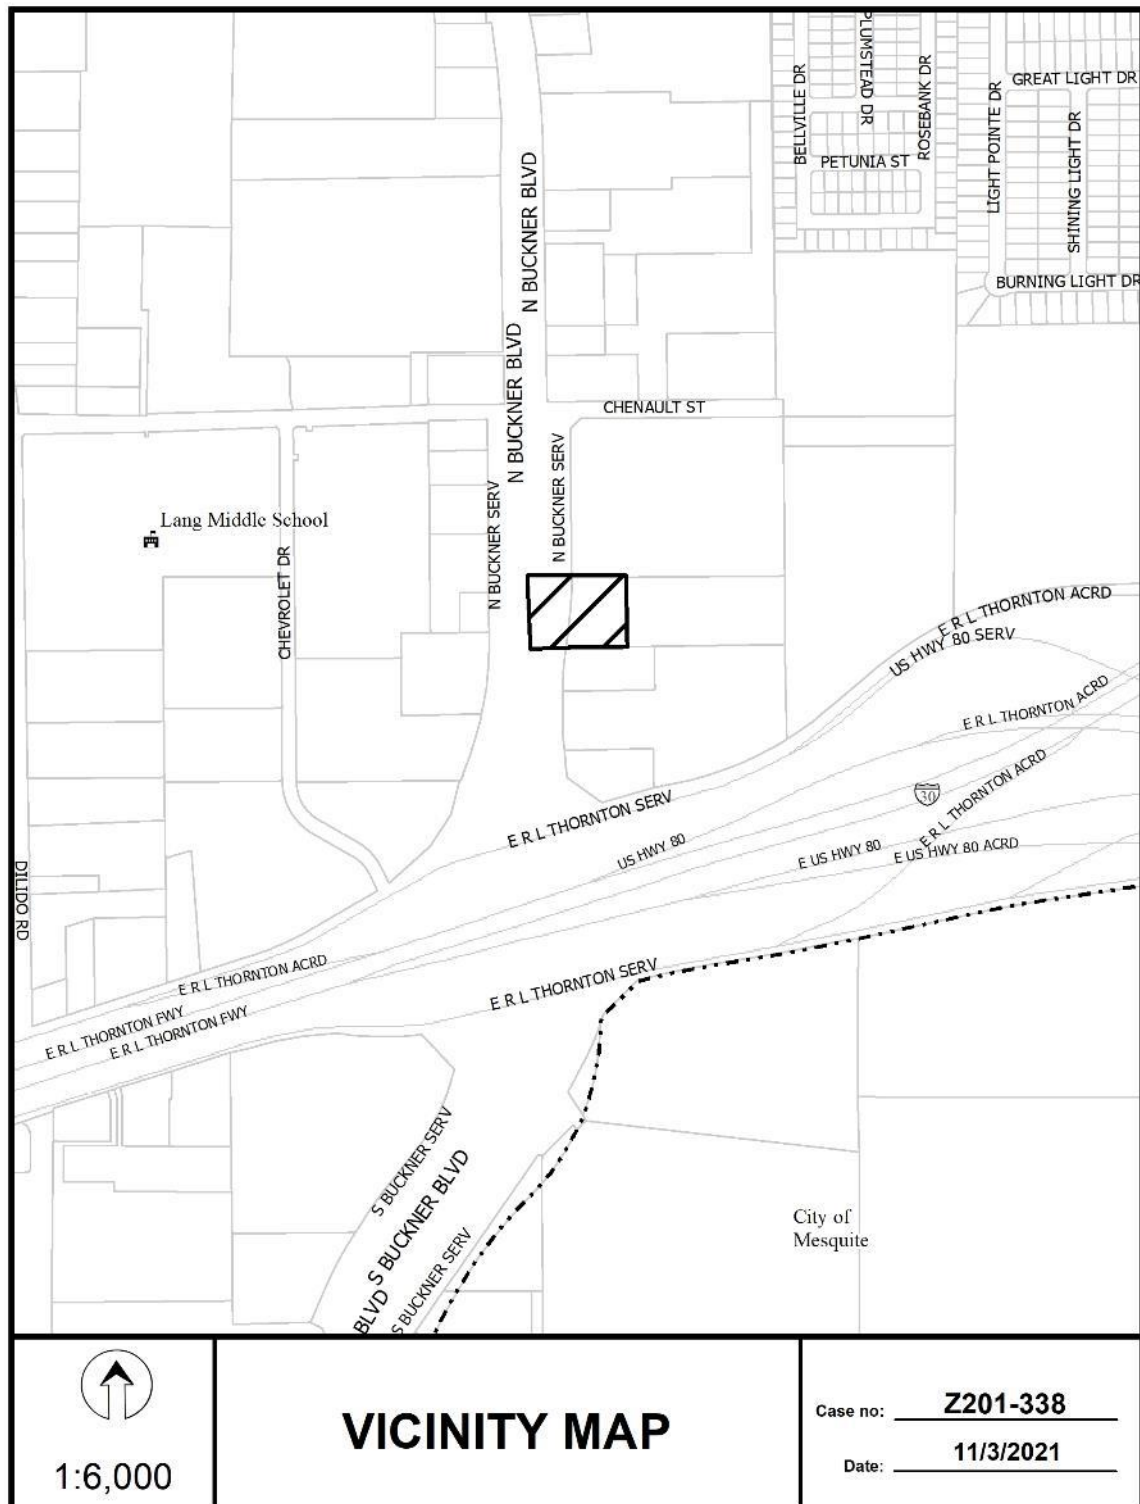 PLUMSTEAD DR
BELLVILLE DR
ROSEBANK DR
PETUNIA ST
GREAT LIGHT DR
LIGHT POINTE DR
SHINING LIGHT DR
BURNING LIGHT DR
N BUCKNER BLVD
N BUCKNER BLVD
CHENAULT ST
N BUCKNER SERV
N BUCKNER SERV
Lang Middle School
CHEVROLET DR
E R L THORNTON ACRD
US HWY 80 SERV
E R L THORNTON ACRD
E R L THORNTON ACRD
30
E R L THORNTON SERV
US HWY 80
E US HWY 80
E US HWY 80 ACRD
DILIDO RD
E R L THORNTON ACRD
E R L THORNTON SERV
E R L THORNTON FWY
E R L THORNTON FWY
S BUCKNER SERV
S BUCKNER BLVD
S BUCKNER SERV
BLVD
City of
Mesquite
1:6,000
VICINITY MAP
Case no: Z201-338
Date: 11/3/2021